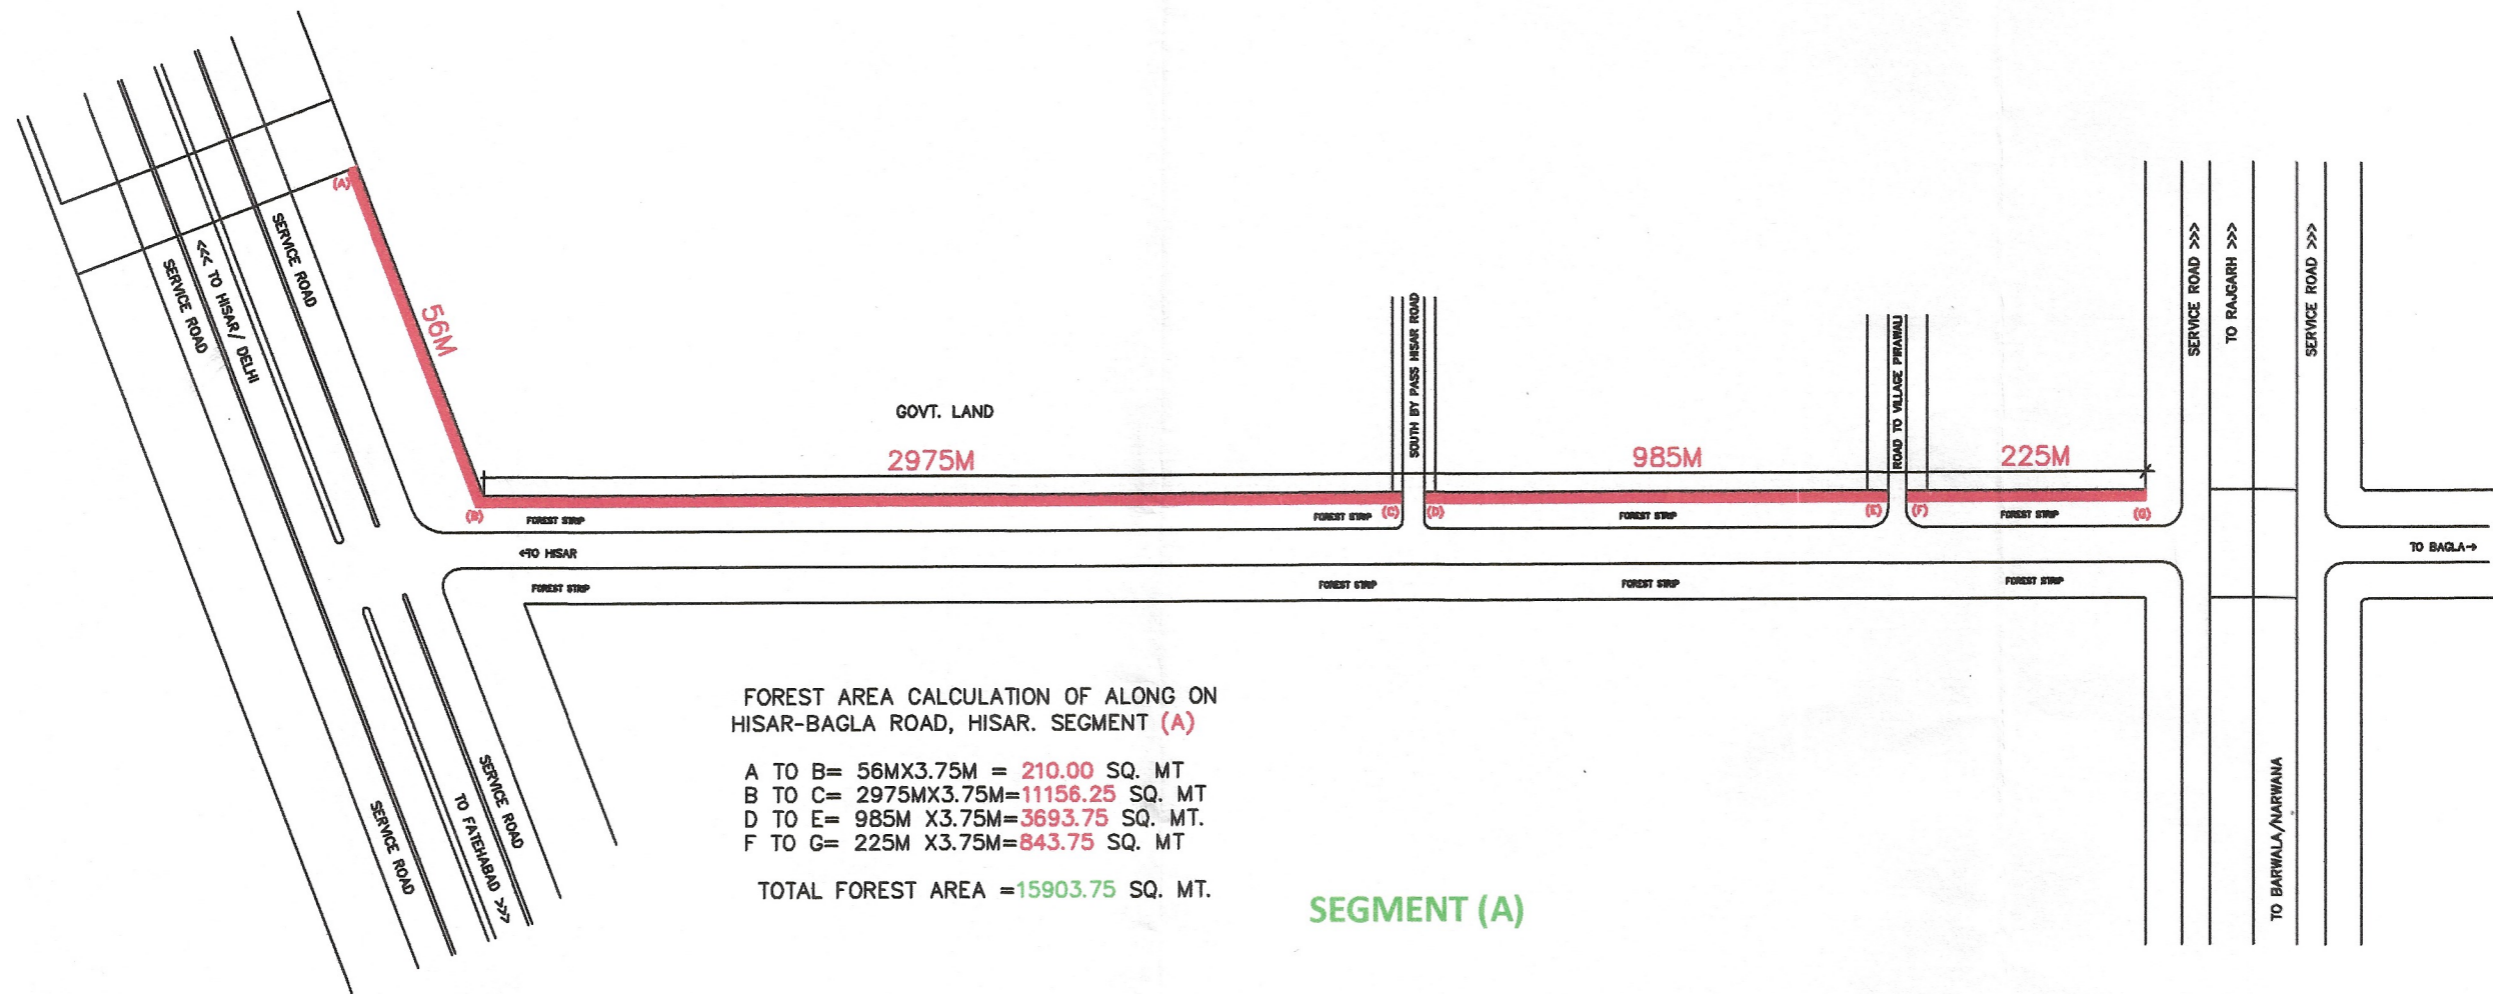 (A)
SERVICE ROAD
<<< TO HISAR/ DELHI
SERVICE ROAD
56M
GOVT. LAND
2975M
SOUTH BY PASS HISAR ROAD
985M
ROAD TO VILLAGE PIRAWALI
225M
SERVICE ROAD >>>
TO RAJGARH >>>
SERVICE ROAD >>>
(B)
FOREST STRIP
FOREST STRIP
(C)
(D)
FOREST STRIP
(E)
(F)
FOREST STRIP
(G)
←TO HISAR
TO BAGLA→
FOREST STRIP
FOREST STRIP
FOREST STRIP
FOREST STRIP
FOREST AREA CALCULATION OF ALONG ON
HISAR-BAGLA ROAD, HISAR. SEGMENT (A)
A TO B= 56MX3.75M = 210.00 SQ. MT
B TO C= 2975MX3.75M=11156.25 SQ. MT
D TO E= 985M X3.75M=3693.75 SQ. MT.
F TO G= 225M X3.75M=843.75 SQ. MT
TOTAL FOREST AREA =15903.75 SQ. MT.
SEGMENT (A)
SERVICE ROAD
TO FATEHABAD >>>
SERVICE ROAD
TO BARWALA/NARWANA